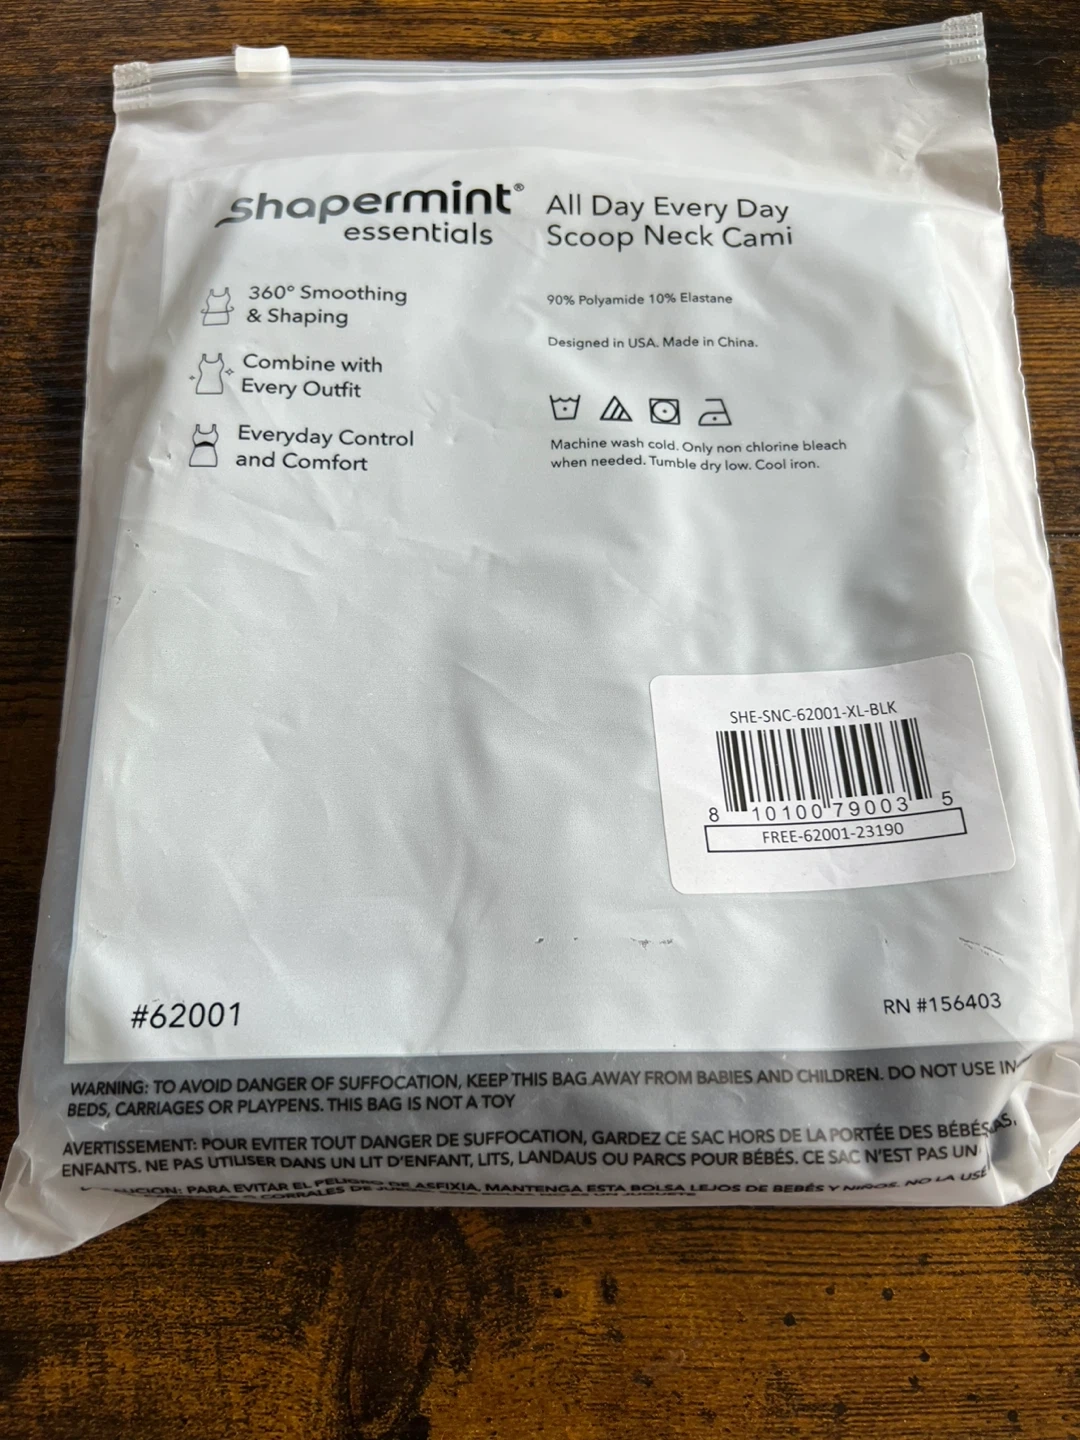 shapermint®
essentials
All Day Every Day
Scoop Neck Cami
360° Smoothing
& Shaping
Combine with
Every Outfit
Everyday Control
and Comfort
90% Polyamide 10% Elastane
Designed in USA. Made in China.
Machine wash cold. Only non chlorine bleach
when needed. Tumble dry low. Cool iron.
SHE-SNC-62001-XL-BLK
8 10100 79003 5
FREE-62001-23190
#62001
RN #156403
WARNING: TO AVOID DANGER OF SUFFOCATION, KEEP THIS BAG AWAY FROM BABIES AND CHILDREN. DO NOT USE IN
BEDS, CARRIAGES OR PLAYPENS. THIS BAG IS NOT A TOY
AVERTISSEMENT: POUR EVITER TOUT DANGER DE SUFFOCATION, GARDEZ CE SAC HORS DE LA PORTÉE DES BÉBÉS
ENFANTS. NE PAS UTILISER DANS UN LIT D'ENFANT, LITS, LANDAUS OU PARCS POUR BÉBÉS. CE SAC N'EST PAS UN
PARA EVITAR EL PELIGRO DE ASFIXIA, MANTENGA ESTA BOLSA LEJOS DE BEBÉS Y NIÑOS. NO LA USE
CORRALES DE